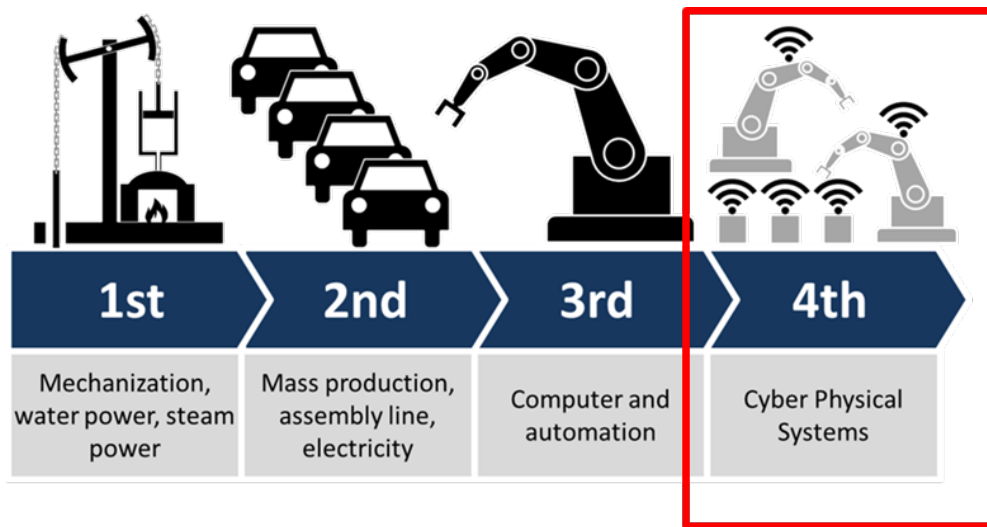 1st
2nd
3rd
4th
Mechanization,
water power, steam
power
Mass production,
assembly line,
electricity
Computer and
automation
Cyber Physical
Systems